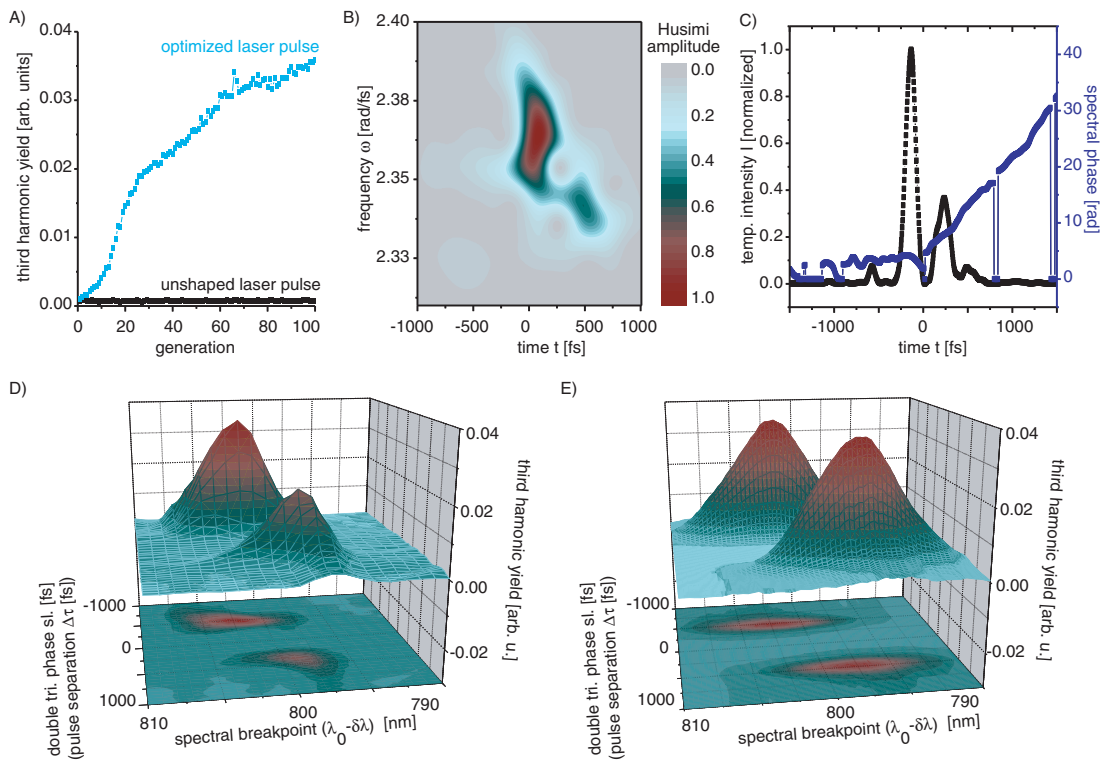 A)
0.04
0.03
0.02
0.01
0.00
third harmonic yield [arb. units]
optimized laser pulse
unshaped laser pulse
0 20 40 60 80 100
generation
B)
2.40
2.38
2.35
2.33
frequency ω [rad/fs]
-1000 -500 0 500 1000
time t [fs]
Husimi
amplitude
0.0
0.2
0.4
0.6
0.8
1.0
C)
1.0
0.8
0.6
0.4
0.2
0.0
temp. intensity I [normalized]
40
30
20
10
0
spectral phase [rad]
-1000 0 1000
time t [fs]
D)
0.04
0.02
0.00
-0.02
third harmonic yield [arb. u.]
-1000
0
1000
double tri. phase sl. [fs]
(pulse separation Δτ [fs])
810 800 790
spectral breakpoint (λ0-δλ) [nm]
E)
0.04
0.02
0.00
-0.02
third hamonic yield [arb. u.]
-1000
0
1000
double tri. phase sl. [fs]
(pulse separation Δτ [fs])
810 800 790
spectral breakpoint (λ0-δλ) [nm]